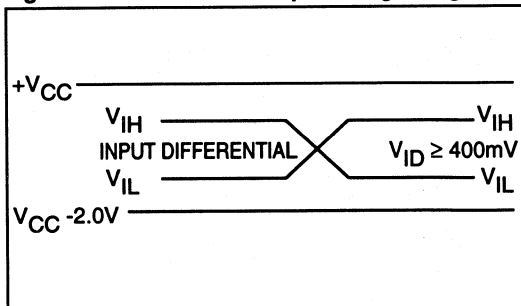 +VCC
VIH VIH
INPUT DIFFERENTIAL VID ≥ 400mV
VIL VIL
VCC -2.0V